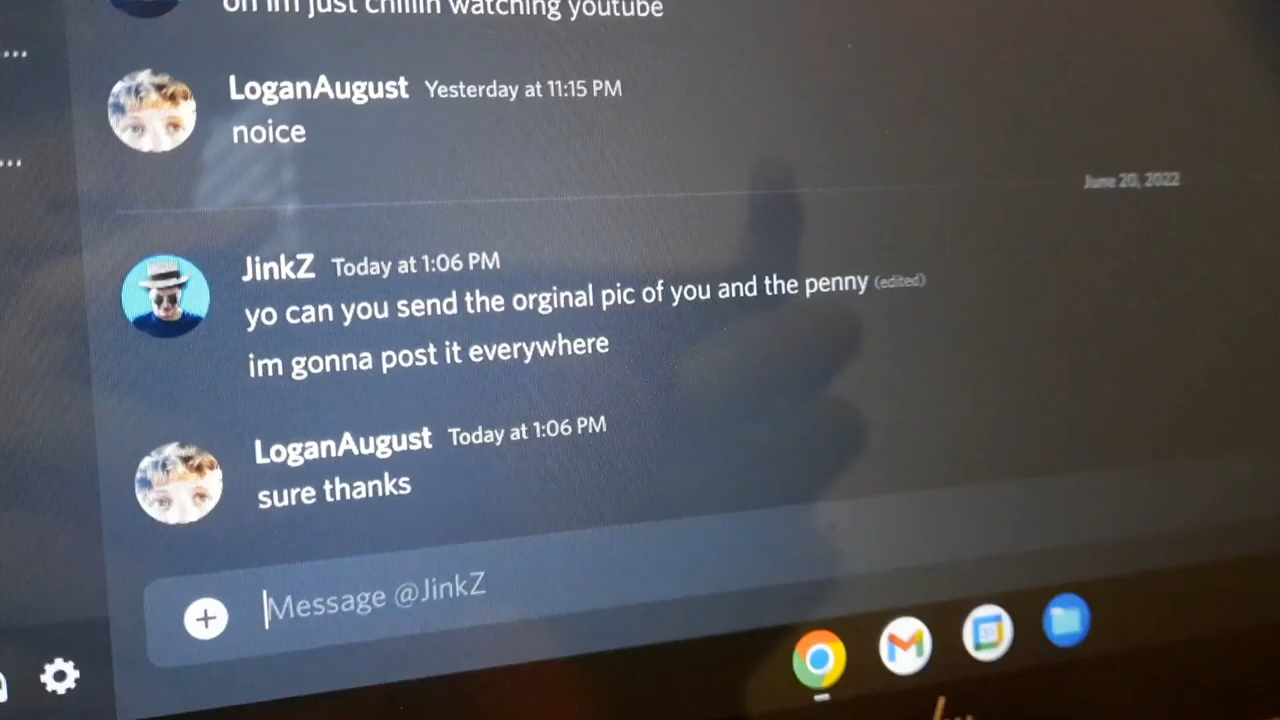 oh im just chillin watching youtube
LoganAugust Yesterday at 11:15 PM
noice
June 20, 2022
JinkZ Today at 1:06 PM
yo can you send the orginal pic of you and the penny (edited)
im gonna post it everywhere
LoganAugust Today at 1:06 PM
sure thanks
Message @JinkZ